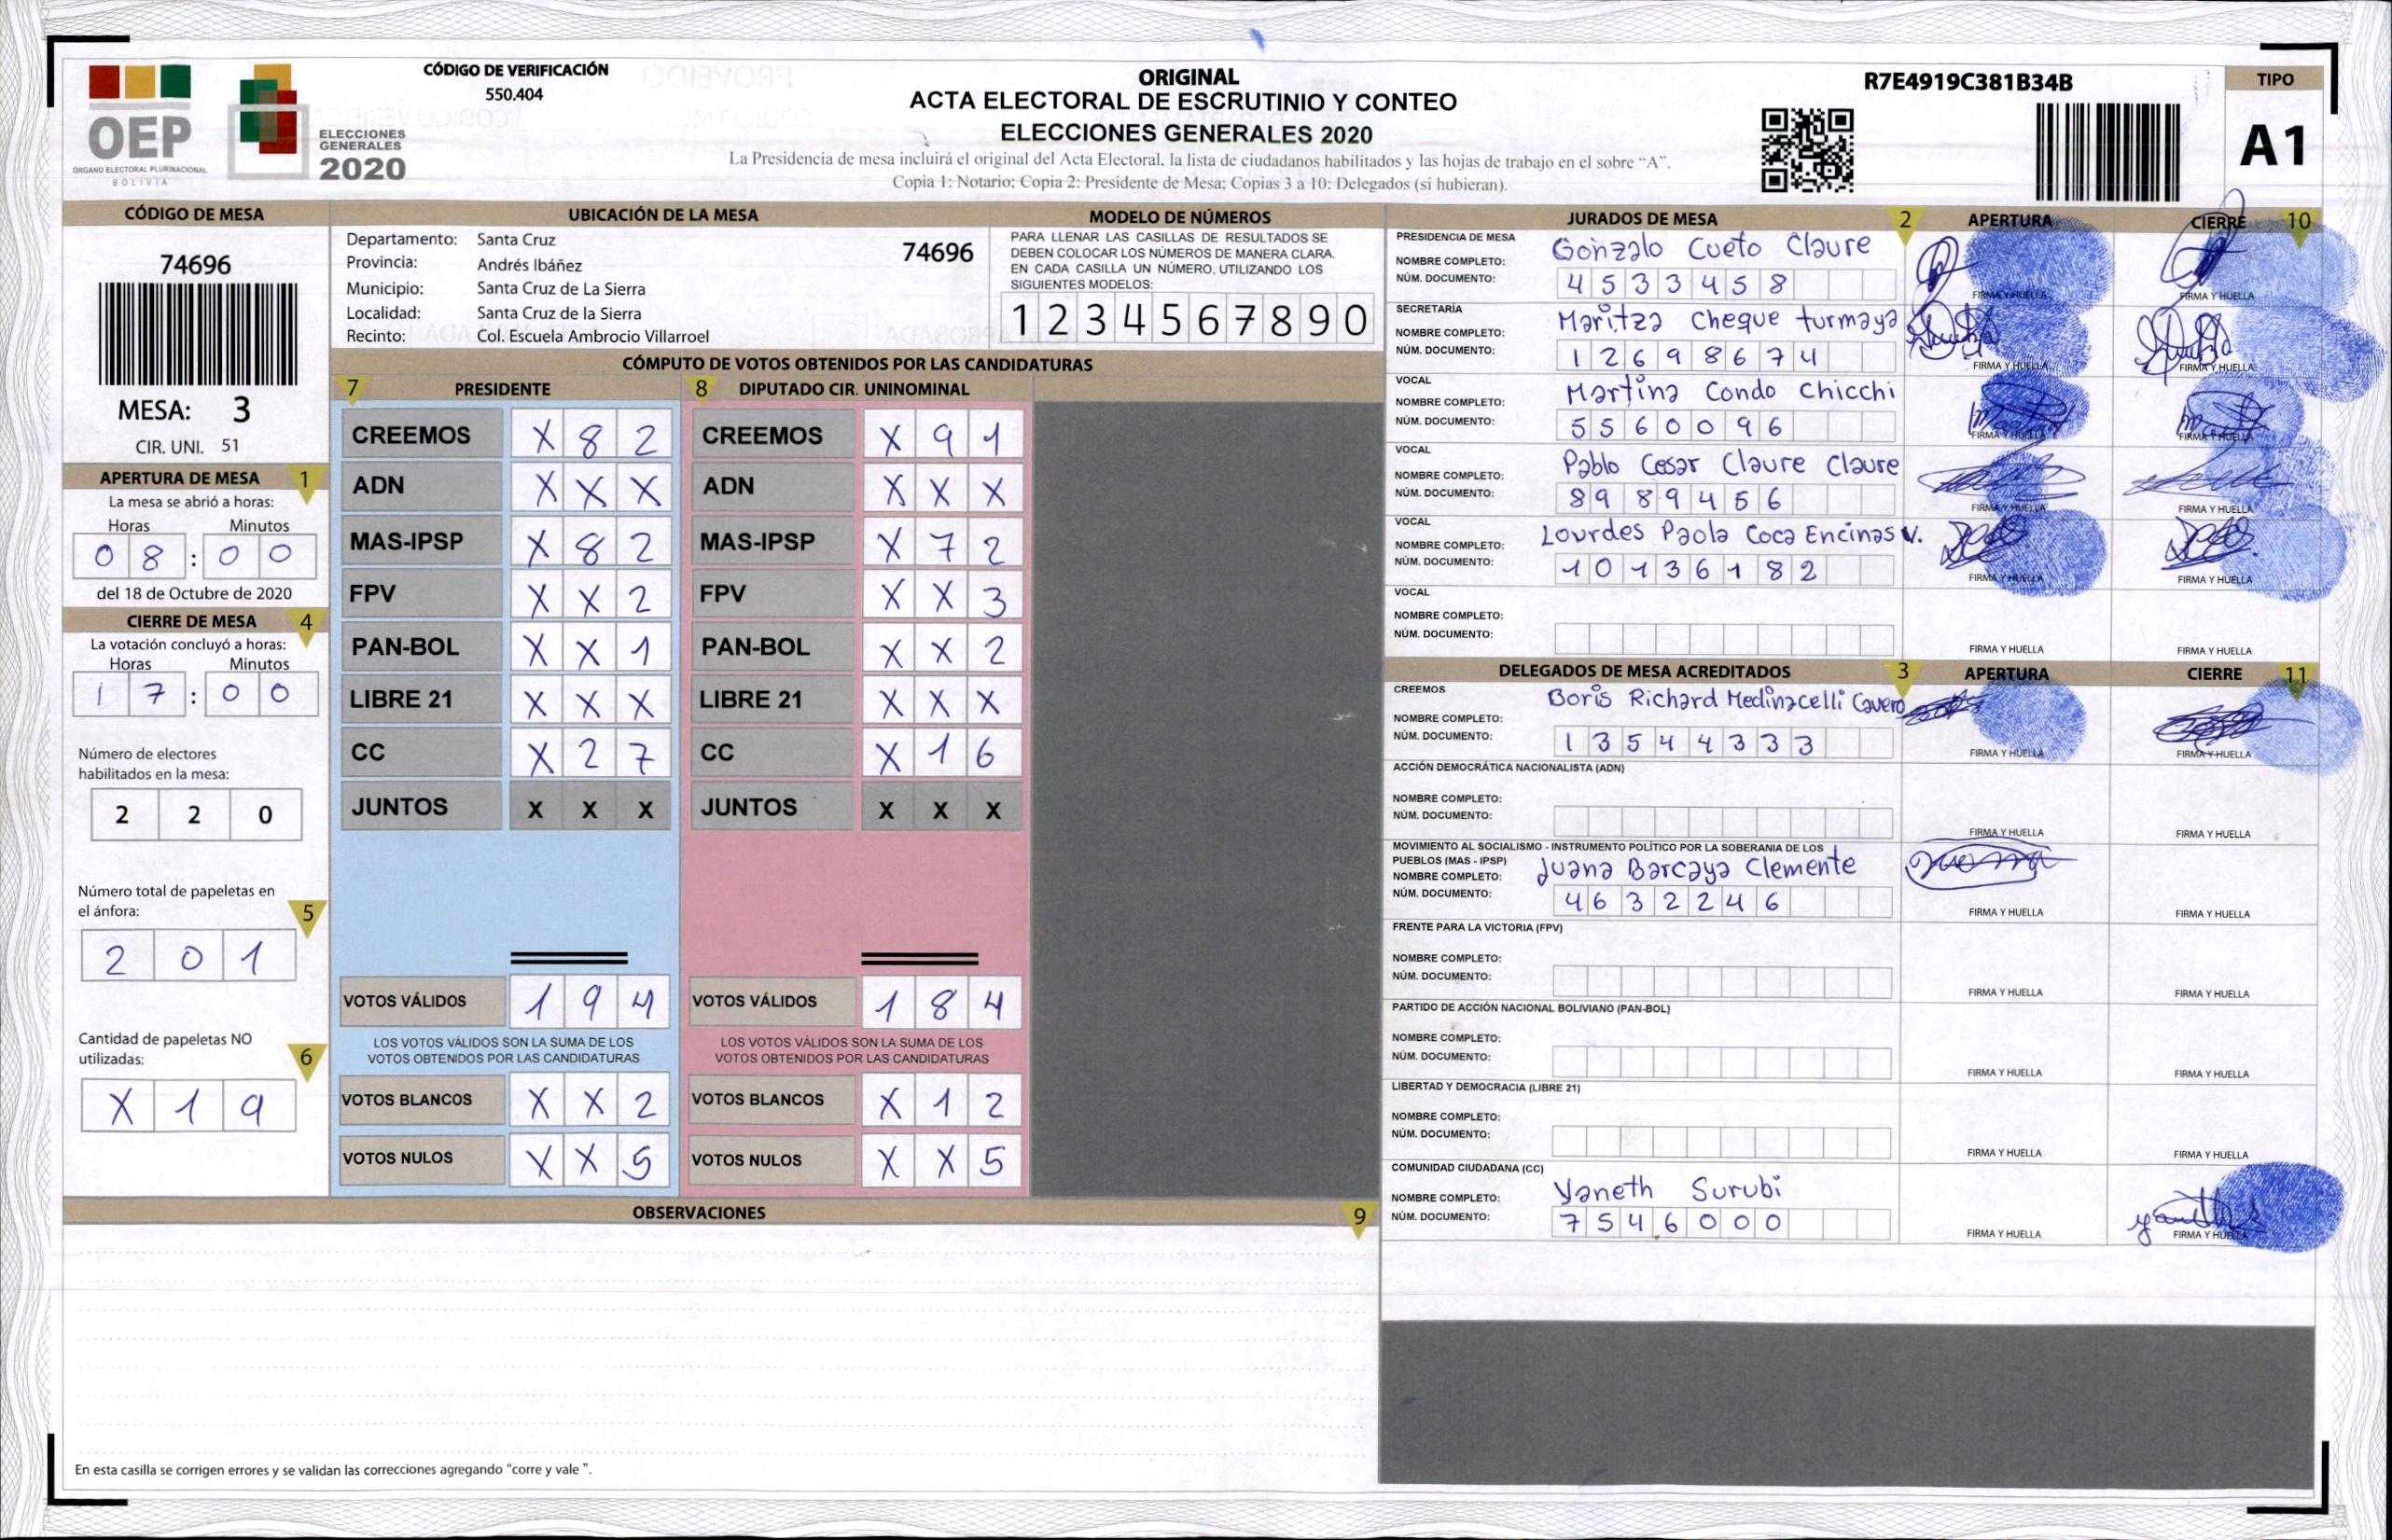 OEP
ÓRGANO ELECTORAL PLURINACIONAL
BOLIVIA
ELECCIONES
GENERALES
2020
CÓDIGO DE VERIFICACIÓN
550.404
ORIGINAL
ACTA ELECTORAL DE ESCRUTINIO Y CONTEO
ELECCIONES GENERALES 2020
La Presidencia de mesa incluirá el original del Acta Electoral, la lista de ciudadanos habilitados y las hojas de trabajo en el sobre “A”.
Copia 1: Notario; Copia 2: Presidente de Mesa; Copias 3 a 10: Delegados (si hubieran).
R7E4919C381B34B
TIPO
A1
CÓDIGO DE MESA
74696
MESA: 3
CIR. UNI. 51
APERTURA DE MESA 1
La mesa se abrió a horas:
Horas Minutos
0 8 : 0 0
del 18 de Octubre de 2020
CIERRE DE MESA 4
La votación concluyó a horas:
Horas Minutos
1 7 : 0 0
Número de electores
habilitados en la mesa:
2 2 0
Número total de papeletas en
el ánfora: 5
2 0 1
Cantidad de papeletas NO
utilizadas: 6
X 1 9
UBICACIÓN DE LA MESA
Departamento: Santa Cruz 74696
Provincia: Andrés Ibáñez
Municipio: Santa Cruz de La Sierra
Localidad: Santa Cruz de la Sierra
Recinto: Col. Escuela Ambrocio Villarroel
MODELO DE NÚMEROS
PARA LLENAR LAS CASILLAS DE RESULTADOS SE
DEBEN COLOCAR LOS NÚMEROS DE MANERA CLARA.
EN CADA CASILLA UN NÚMERO, UTILIZANDO LOS
SIGUIENTES MODELOS:
1 2 3 4 5 6 7 8 9 0
CÓMPUTO DE VOTOS OBTENIDOS POR LAS CANDIDATURAS
7 PRESIDENTE
CREEMOS X 8 2
ADN X X X
MAS-IPSP X 8 2
FPV X X 2
PAN-BOL X X 1
LIBRE 21 X X X
CC X 2 7
JUNTOS X X X
VOTOS VÁLIDOS 1 9 4
LOS VOTOS VÁLIDOS SON LA SUMA DE LOS
VOTOS OBTENIDOS POR LAS CANDIDATURAS
VOTOS BLANCOS X X 2
VOTOS NULOS X X 5
8 DIPUTADO CIR. UNINOMINAL
CREEMOS X 9 1
ADN X X X
MAS-IPSP X 7 2
FPV X X 3
PAN-BOL X X 2
LIBRE 21 X X X
CC X 1 6
JUNTOS X X X
VOTOS VÁLIDOS 1 8 4
LOS VOTOS VÁLIDOS SON LA SUMA DE LOS
VOTOS OBTENIDOS POR LAS CANDIDATURAS
VOTOS BLANCOS X 1 2
VOTOS NULOS X X 5
OBSERVACIONES 9
En esta casilla se corrigen errores y se validan las correcciones agregando “corre y vale ”.
JURADOS DE MESA 2 APERTURA CIERRE 10
PRESIDENCIA DE MESA
NOMBRE COMPLETO: Gonzalo Cueto Claure
NÚM. DOCUMENTO: 4 5 3 3 4 5 8
FIRMA Y HUELLA FIRMA Y HUELLA
SECRETARÍA
NOMBRE COMPLETO: Maritza Cheque turmaya
NÚM. DOCUMENTO: 1 2 6 9 8 6 7 4
FIRMA Y HUELLA FIRMA Y HUELLA
VOCAL
NOMBRE COMPLETO: Martina Condo Chicchi
NÚM. DOCUMENTO: 5 5 6 0 0 9 6
FIRMA Y HUELLA FIRMA Y HUELLA
VOCAL
NOMBRE COMPLETO: Pablo Cesar Claure Claure
NÚM. DOCUMENTO: 8 9 8 9 4 5 6
FIRMA Y HUELLA FIRMA Y HUELLA
VOCAL
NOMBRE COMPLETO: Lourdes Paola Coca Encinas V.
NÚM. DOCUMENTO: 1 0 1 3 6 1 8 2
FIRMA Y HUELLA FIRMA Y HUELLA
VOCAL
NOMBRE COMPLETO:
NÚM. DOCUMENTO:
FIRMA Y HUELLA FIRMA Y HUELLA
DELEGADOS DE MESA ACREDITADOS 3 APERTURA CIERRE 11
CREEMOS
NOMBRE COMPLETO: Boris Richard Medinacelli Cavero
NÚM. DOCUMENTO: 1 3 5 4 4 3 3 3
FIRMA Y HUELLA FIRMA Y HUELLA
ACCIÓN DEMOCRÁTICA NACIONALISTA (ADN)
NOMBRE COMPLETO:
NÚM. DOCUMENTO:
FIRMA Y HUELLA FIRMA Y HUELLA
MOVIMIENTO AL SOCIALISMO - INSTRUMENTO POLÍTICO POR LA SOBERANIA DE LOS
PUEBLOS (MAS - IPSP)
NOMBRE COMPLETO: Juana Barcaya Clemente
NÚM. DOCUMENTO: 4 6 3 2 2 4 6
FIRMA Y HUELLA FIRMA Y HUELLA
FRENTE PARA LA VICTORIA (FPV)
NOMBRE COMPLETO:
NÚM. DOCUMENTO:
FIRMA Y HUELLA FIRMA Y HUELLA
PARTIDO DE ACCIÓN NACIONAL BOLIVIANO (PAN-BOL)
NOMBRE COMPLETO:
NÚM. DOCUMENTO:
FIRMA Y HUELLA FIRMA Y HUELLA
LIBERTAD Y DEMOCRACIA (LIBRE 21)
NOMBRE COMPLETO:
NÚM. DOCUMENTO:
FIRMA Y HUELLA FIRMA Y HUELLA
COMUNIDAD CIUDADANA (CC)
NOMBRE COMPLETO: Yaneth Surubi
NÚM. DOCUMENTO: 7 5 4 6 0 0 0
FIRMA Y HUELLA FIRMA Y HUELLA